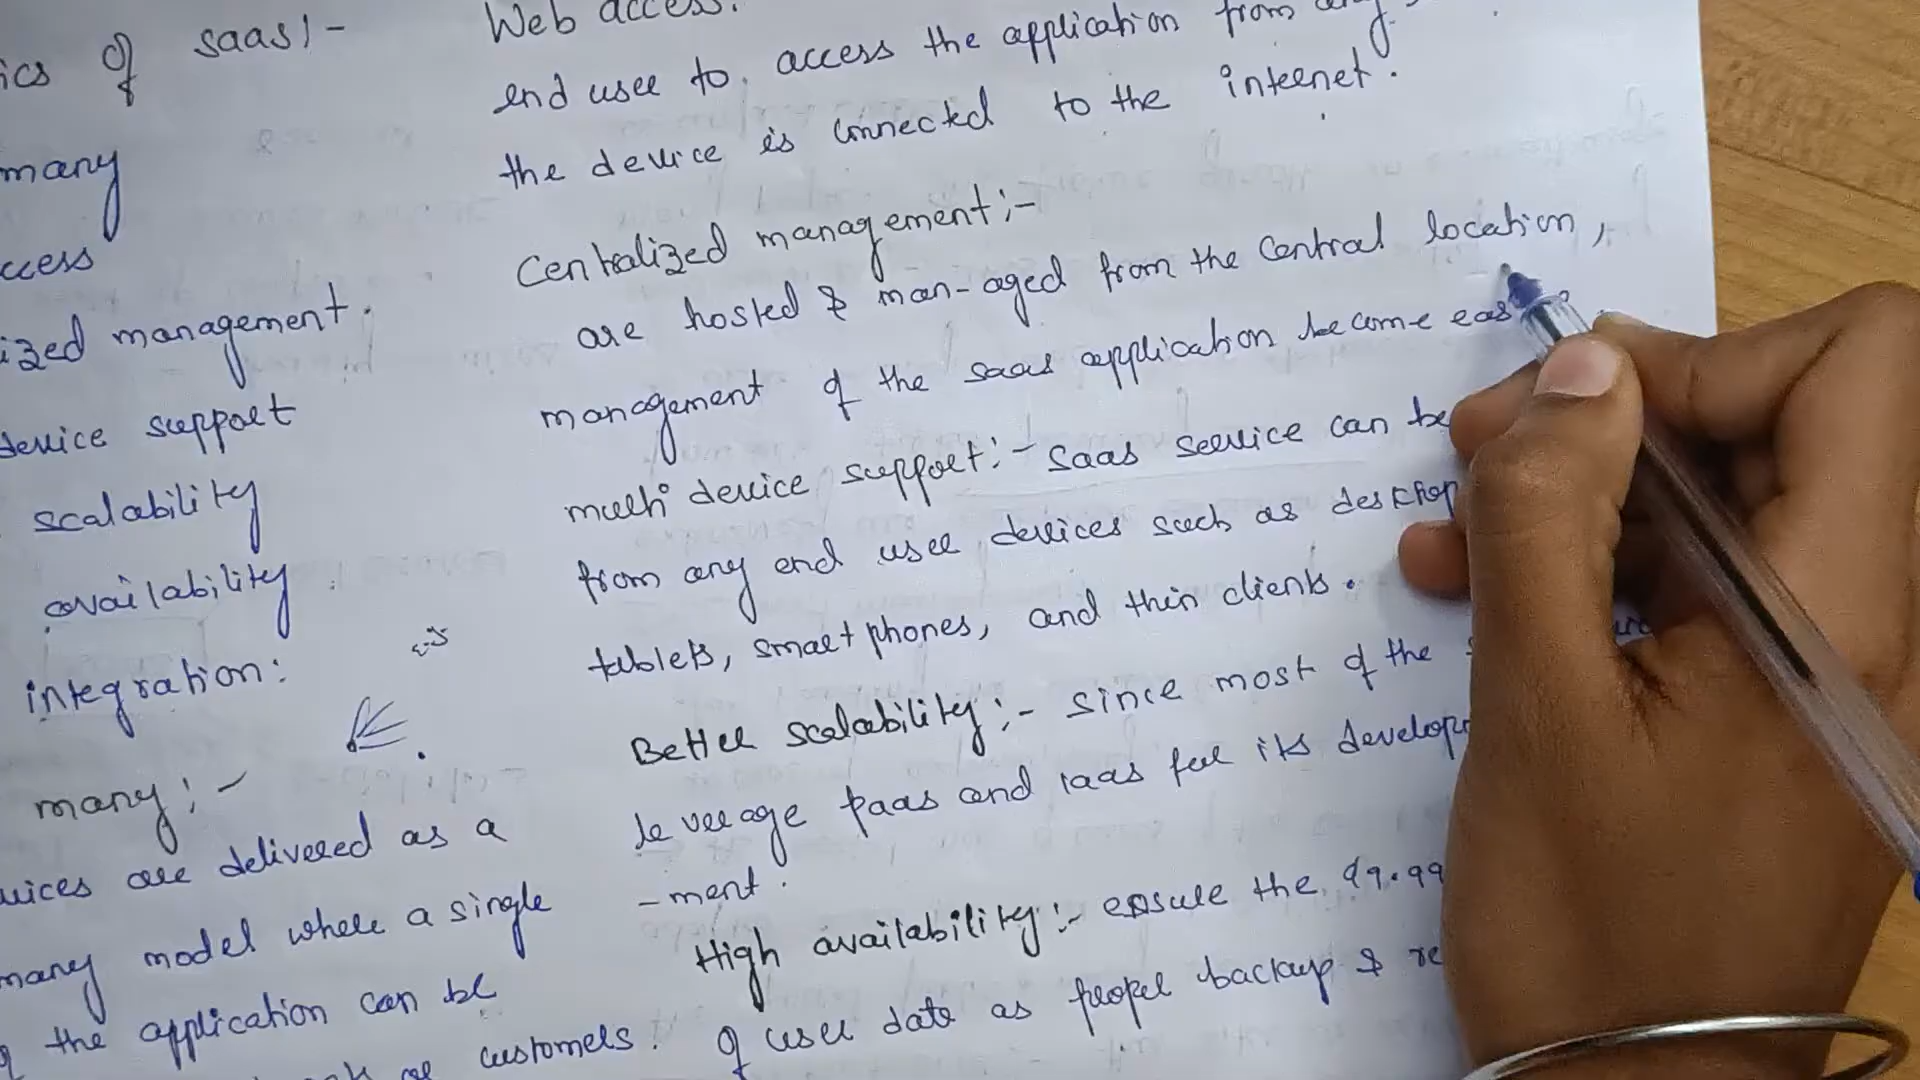 ics of saas:-
many
ccess
ized management.
device support
scalability
availability
integration:
many:-
vices are delivered as a
many model where a single
the application can be
customers.
Web access:
end user to access the application from
the device is connected to the internet.
Centralized management:-
are hosted & man-aged from the central location,
management of the saas application become eas
multi device support:- saas service can be
from any end user devices such as desktop
tablets, smart phones, and thin clients.
Better scalability:- since most of the
leverage paas and iaas for its develop
-ment.
High availability:- ensure the 99.99
of user data as proper backup & re